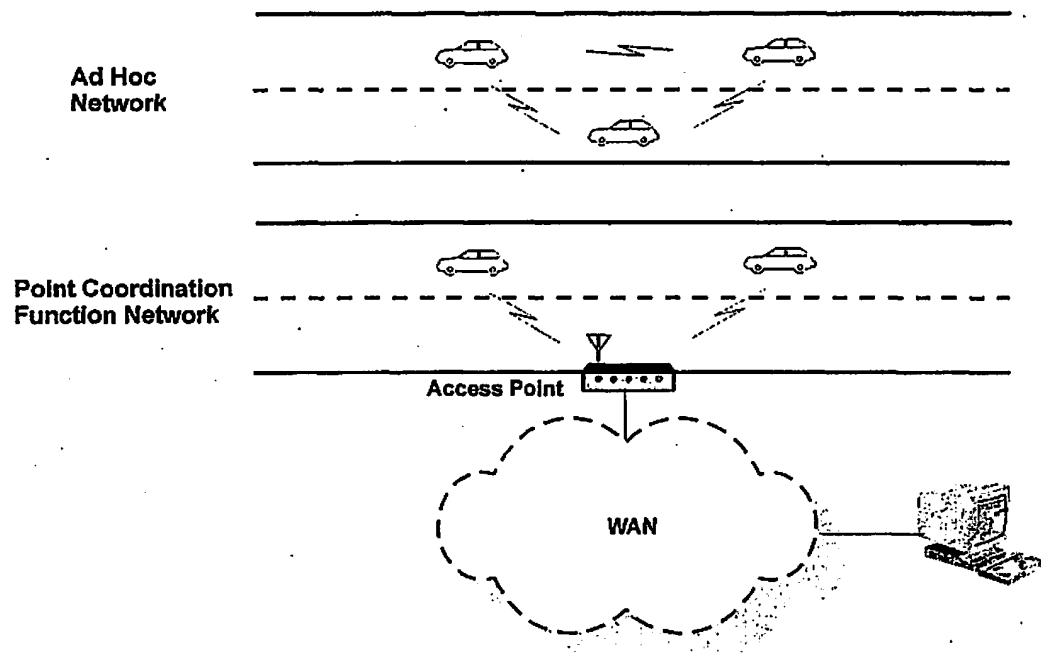 Ad Hoc
Network
Point Coordination
Function Network
Access Point
WAN